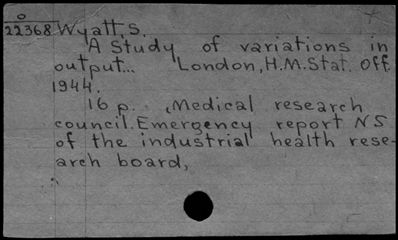 O
22368 Wyatt, S.
A Study of variations in
output... London, H.M. Stat. Off.
1944.
16 p. , Medical research
council. Emergency report NS
of the industrial health rese-
arch board,